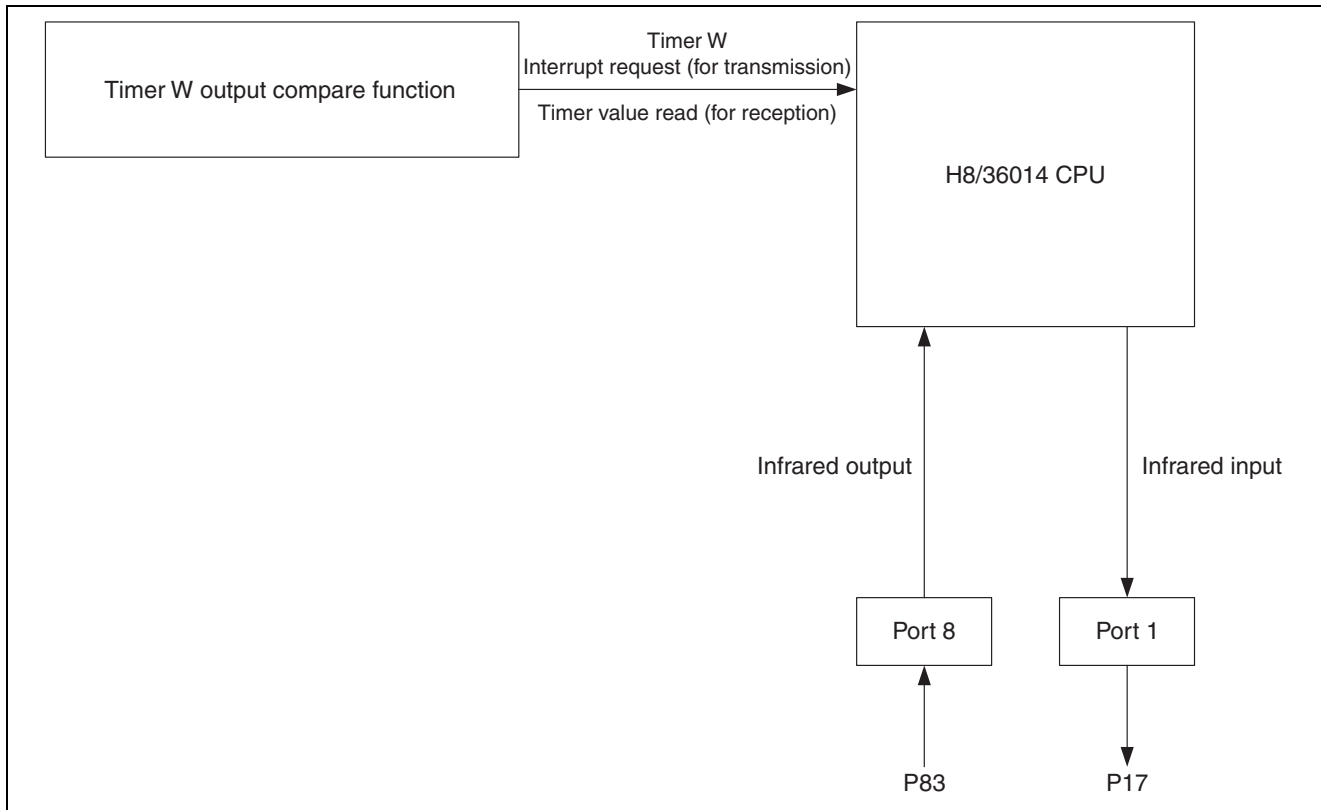 Timer W output compare function
Timer W
Interrupt request (for transmission)
Timer value read (for reception)
H8/36014 CPU
Infrared output
Infrared input
Port 8
Port 1
P83
P17